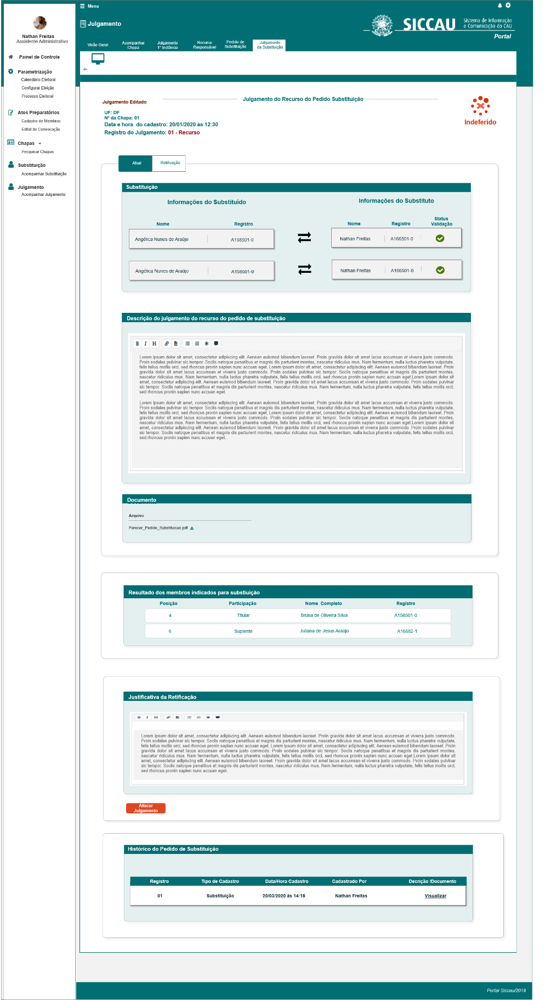 Menu
Nathan Freitas
Assistente Administrativo
Painel de Controle
Parametrização
Calendário Eleitoral
Configurar Eleição
Processo Eleitoral
Atos Preparatórios
Cadastro de Membros
Edital de Convocação
Chapas
Pesquisar Chapas
Substituição
Acompanhar Substituição
Julgamento
Acompanhar Julgamento
Julgamento
SICCAU
Sistema de informação
e Comunicação do CAU
Portal
Visão Geral
Acompanhar
Chapa
Julgamento
1º Instância
Recurso
Responsável
Pedido de
Substituição
Julgamento
da Substiuição
Julgamento Editado
Julgamento do Recurso do Pedido Substituição
Indeferido
UF: DF
Nº da Chapa: 01
Data e hora do cadastro: 20/01/2020 às 12:30
Registro do Julgamento: 01 - Recurso
Atual Retificação
Substituição
Informações do Substituido Informações do Substituto
Nome Registro Nome Registro Status
Validação
Angélica Nunes de Araújo A158501-0 Nathan Freitas A166501-0
Angélica Nunes de Araújo A158501-0 Nathan Freitas A166501-0
Descrição do julgamento do recurso do pedido de substituição
B I H
Lorem ipsum dolor sit amet, consectetur adipiscing elit. Aenean euismod bibendum laoreet. Proin gravida dolor sit amet lacus accumsan et viverra justo commodo.
Proin sodales pulvinar sic tempor. Sociis natoque penatibus et magnis dis parturient montes, nascetur ridiculus mus. Nam fermentum, nulla luctus pharetra vulputate,
felis tellus mollis orci, sed rhoncus pronin sapien nunc accuan eget, Lorem ipsum dolor sit amet, consectetur adipiscing elit. Aenean euismod bibendum laoreet. Proin
gravida dolor sit amet lacus accumsan et viverra justo commodo. Proin sodales pulvinar sic tempor. Sociis natoque penatibus et magnis dis parturient montes,
nascetur ridiculus mus. Nam fermentum, nulla luctus pharetra vulputate, felis tellus mollis orci, sed rhoncus pronin sapien nunc accuan eget.Lorem ipsum dolor sit
amet, consectetur adipiscing elit. Aenean euismod bibendum laoreet. Proin gravida dolor sit amet lacus accumsan et viverra justo commodo. Proin sodales pulvinar
sic tempor. Sociis natoque penatibus et magnis dis parturient montes, nascetur ridiculus mus. Nam fermentum, nulla luctus pharetra vulputate, felis tellus mollis orci,
sed rhoncus pronin sapien nunc accuan eget.
Lorem ipsum dolor sit amet, consectetur adipiscing elit. Aenean euismod bibendum laoreet. Proin gravida dolor sit amet lacus accumsan et viverra justo commodo.
Proin sodales pulvinar sic tempor. Sociis natoque penatibus et magnis dis parturient montes, nascetur ridiculus mus. Nam fermentum, nulla luctus pharetra vulputate,
felis tellus mollis orci, sed rhoncus pronin sapien nunc accuan eget, Lorem ipsum dolor sit amet, consectetur adipiscing elit. Aenean euismod bibendum laoreet. Proin
gravida dolor sit amet lacus accumsan et viverra justo commodo. Proin sodales pulvinar sic tempor. Sociis natoque penatibus et magnis dis parturient montes,
nascetur ridiculus mus. Nam fermentum, nulla luctus pharetra vulputate, felis tellus mollis orci, sed rhoncus pronin sapien nunc accuan eget.Lorem ipsum dolor sit
amet, consectetur adipiscing elit. Aenean euismod bibendum laoreet. Proin gravida dolor sit amet lacus accumsan et viverra justo commodo. Proin sodales pulvinar
sic tempor. Sociis natoque penatibus et magnis dis parturient montes, nascetur ridiculus mus. Nam fermentum, nulla luctus pharetra vulputate, felis tellus mollis orci,
sed rhoncus pronin sapien nunc accuan eget.
Documento
Arquivo
Parecer_Pedido_Substituicao.pdf
Resultado dos membros indicados para substiuição
Posição Participação Nome Completo Registro
4 Titular Bruna de Oliveira Silva A158501-0
6 Suplente Juliana de Jesus Araújo A16682-1
Justificativa da Retificação
B I H
Lorem ipsum dolor sit amet, consectetur adipiscing elit. Aenean euismod bibendum laoreet. Proin gravida dolor sit amet lacus accumsan et viverra justo commodo.
Proin sodales pulvinar sic tempor. Sociis natoque penatibus et magnis dis parturient montes, nascetur ridiculus mus. Nam fermentum, nulla luctus pharetra vulputate,
felis tellus mollis orci, sed rhoncus pronin sapien nunc accuan eget, Lorem ipsum dolor sit amet, consectetur adipiscing elit. Aenean euismod bibendum laoreet. Proin
gravida dolor sit amet lacus accumsan et viverra justo commodo. Proin sodales pulvinar sic tempor. Sociis natoque penatibus et magnis dis parturient montes,
nascetur ridiculus mus. Nam fermentum, nulla luctus pharetra vulputate, felis tellus mollis orci, sed rhoncus pronin sapien nunc accuan eget.Lorem ipsum dolor sit
amet, consectetur adipiscing elit. Aenean euismod bibendum laoreet. Proin gravida dolor sit amet lacus accumsan et viverra justo commodo. Proin sodales pulvinar
sic tempor. Sociis natoque penatibus et magnis dis parturient montes, nascetur ridiculus mus. Nam fermentum, nulla luctus pharetra vulputate, felis tellus mollis orci,
sed rhoncus pronin sapien nunc accuan eget.
Alterar
Julgamento
Histórico do Pedido de Substituição
Registro Tipo de Cadastro Data/Hora Cadastro Cadastrado Por Decrição /Documento
01 Substituição 20/03/2020 às 14:18 Nathan Freitas Visualizar
Portal Siccau/2019